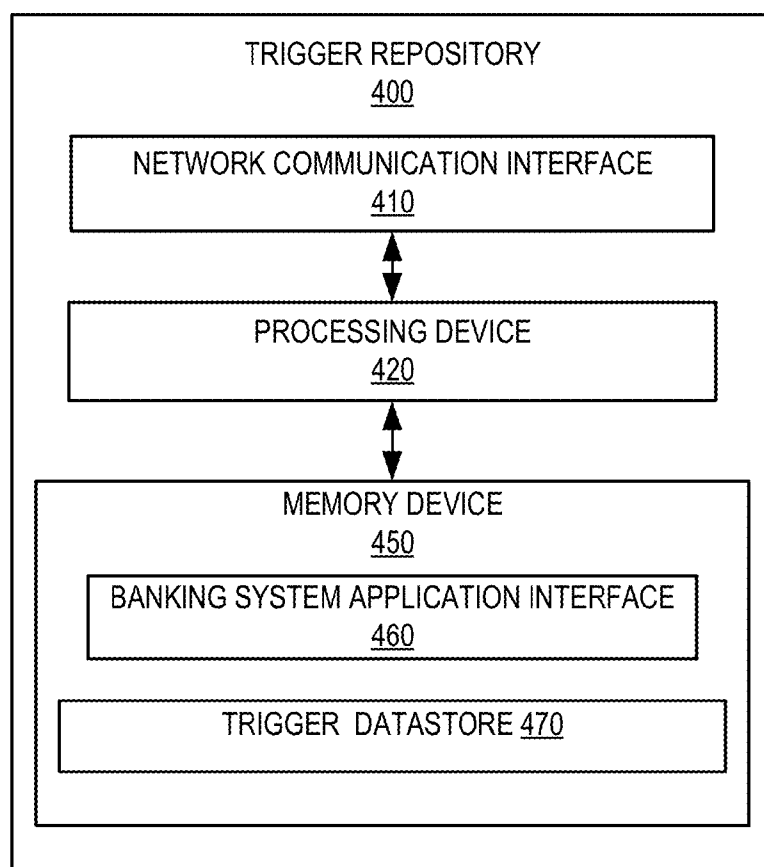 TRIGGER REPOSITORY
400
NETWORK COMMUNICATION INTERFACE
410
PROCESSING DEVICE
420
MEMORY DEVICE
450
BANKING SYSTEM APPLICATION INTERFACE
460
TRIGGER DATASTORE 470